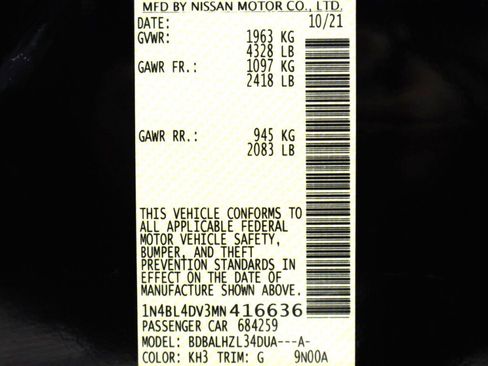 MFD BY NISSAN MOTOR CO., LTD.
DATE: 10/21
GVWR: 1963 KG
4328 LB
GAWR FR.: 1097 KG
2418 LB
GAWR RR.: 945 KG
2083 LB
THIS VEHICLE CONFORMS TO
ALL APPLICABLE FEDERAL
MOTOR VEHICLE SAFETY,
BUMPER, AND THEFT
PREVENTION STANDARDS IN
EFFECT ON THE DATE OF
MANUFACTURE SHOWN ABOVE.
1N4BL4DV3MN416636
PASSENGER CAR 684259
MODEL: BDBALHZL34DUA---A-
COLOR: KH3 TRIM: G 9N00A